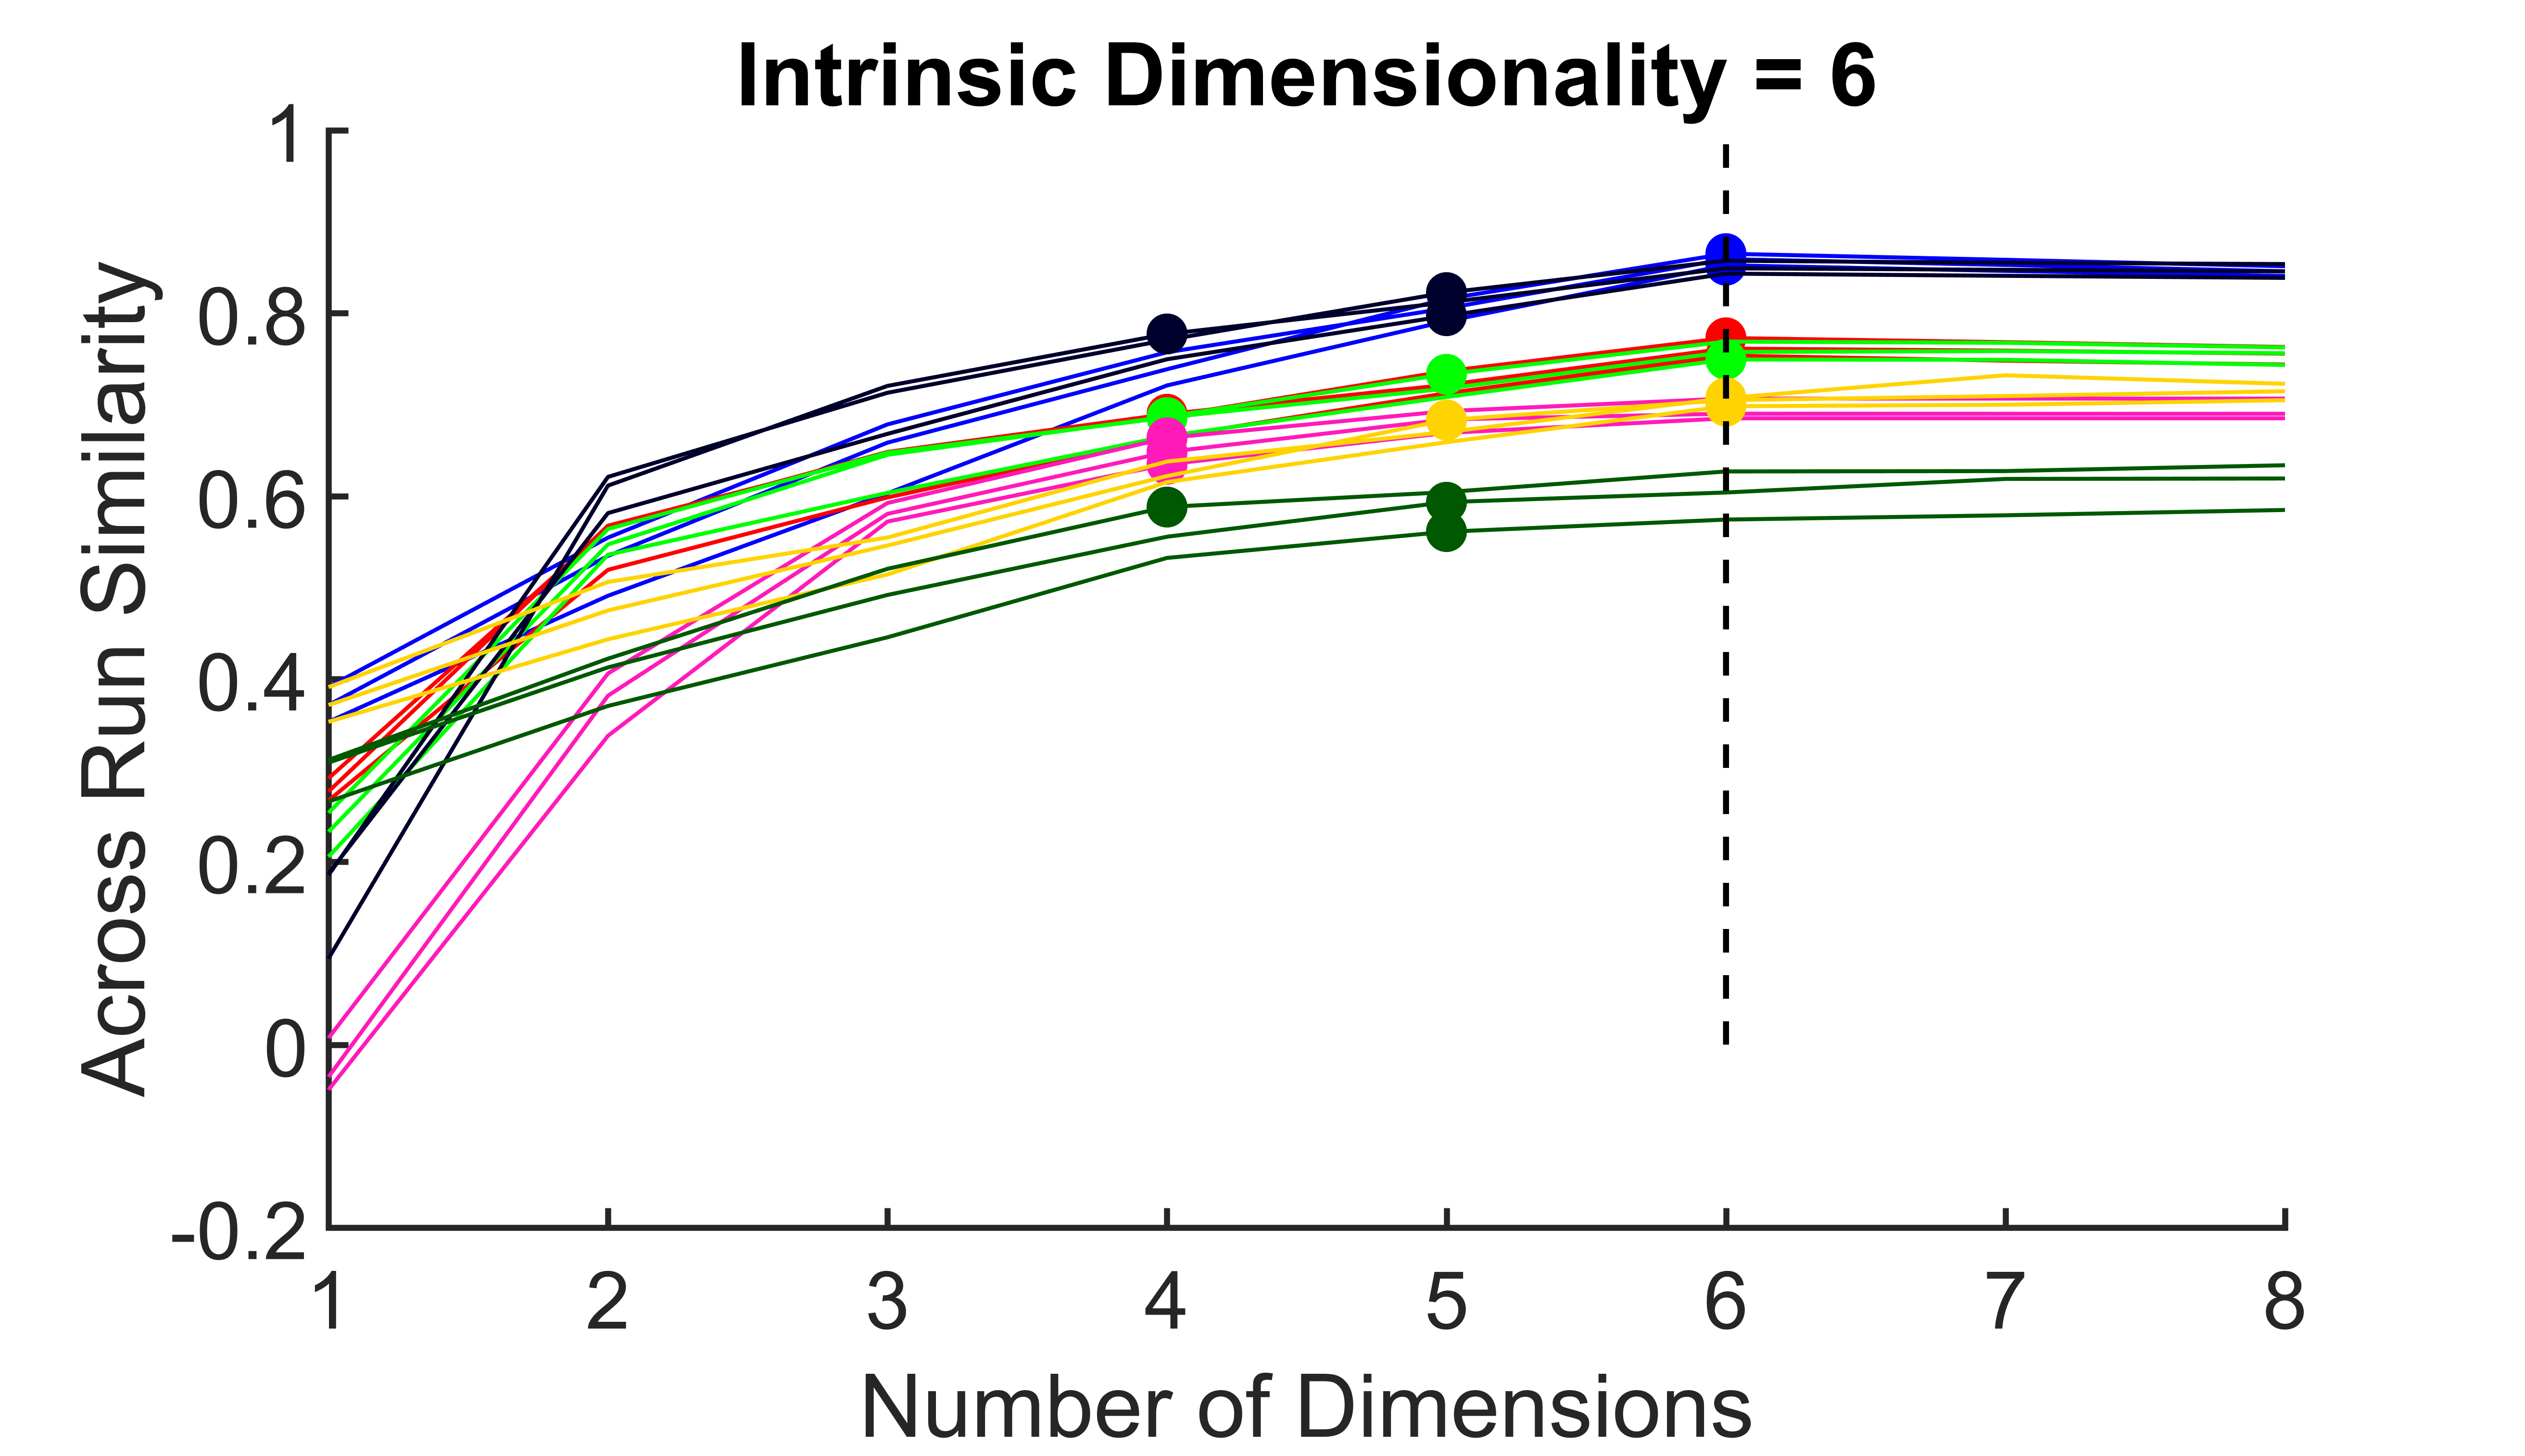 Intrinsic Dimensionality = 6
1
0.8
0.6
0.4
0.2
0
-0.2
Across Run Similarity
1 2 3 4 5 6 7 8
Number of Dimensions